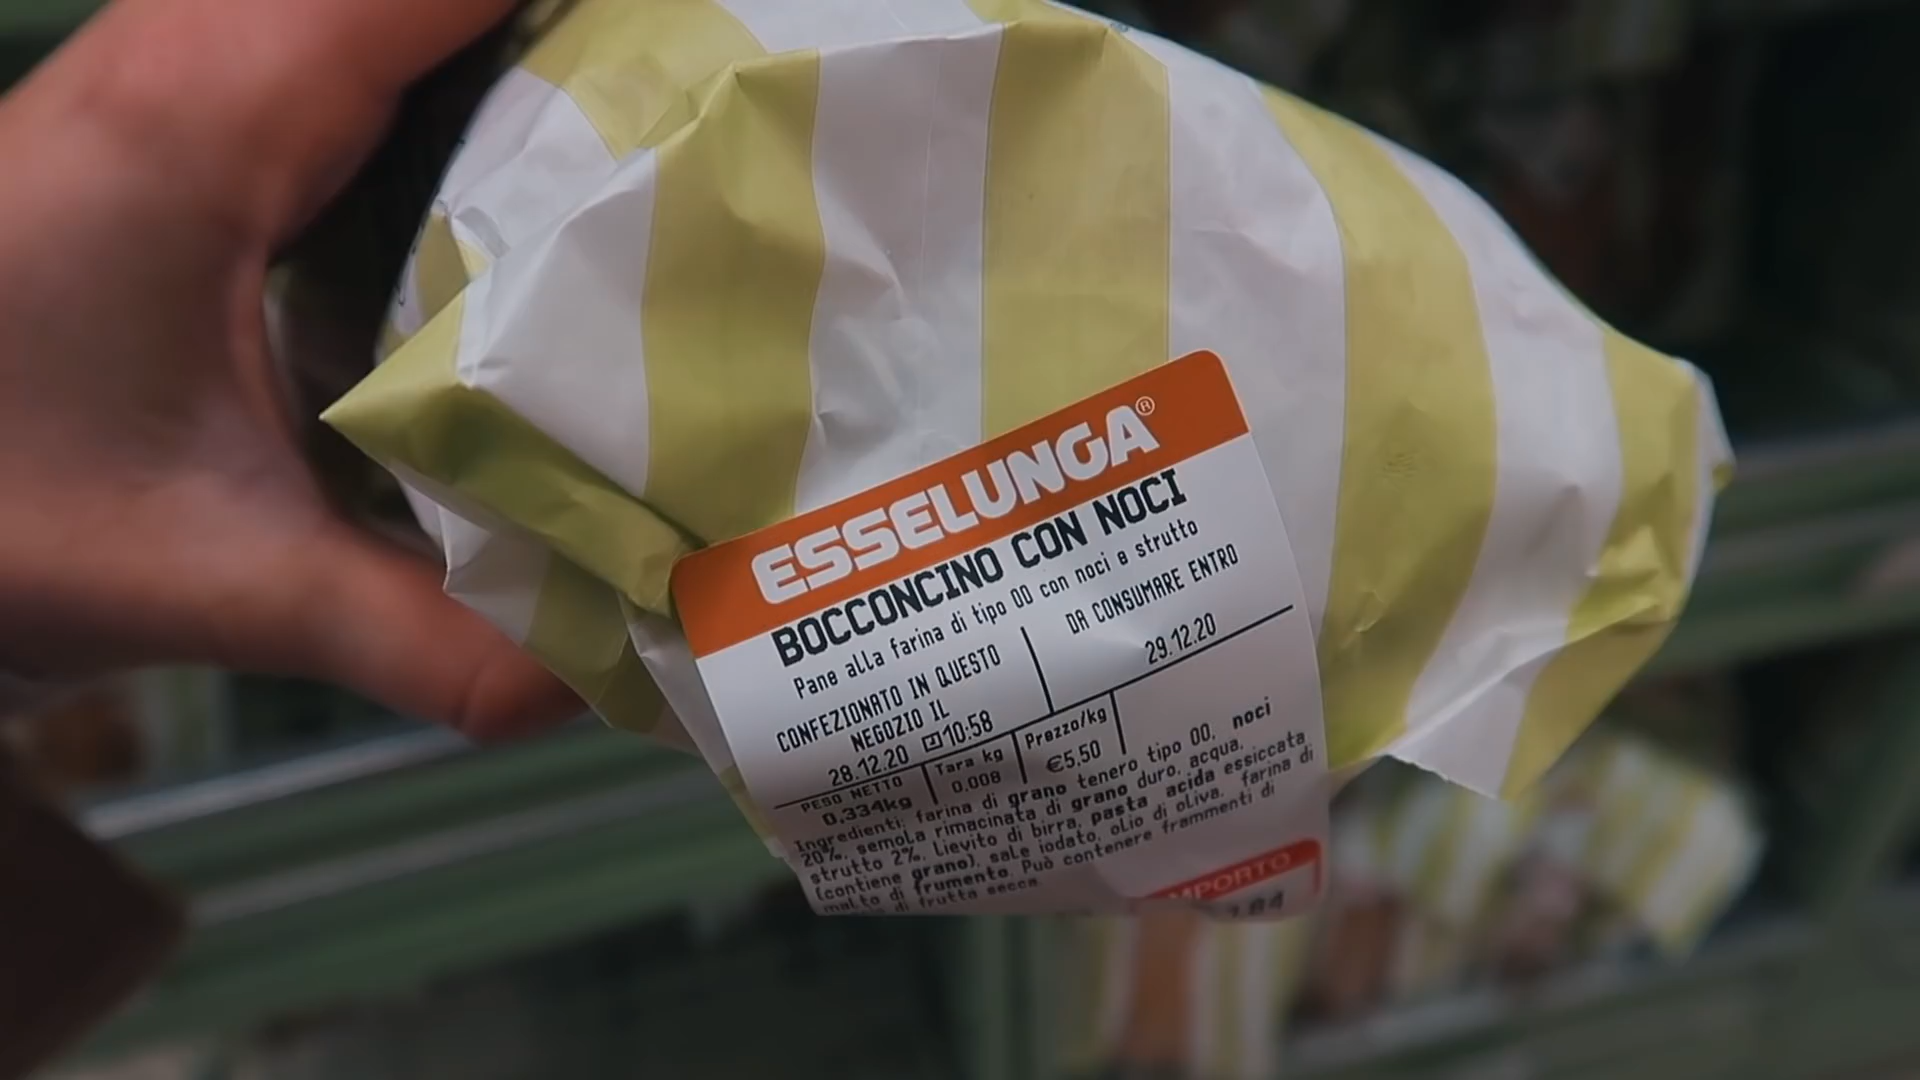 ESSELUNGA®
BOCCONCINO CON NOCI
Pane alla farina di tipo 00 con noci e strutto
CONFEZIONATO IN QUESTO
NEGOZIO IL
28.12.20 10:58
DA CONSUMARE ENTRO
29.12.20
PESO NETTO
0,334kg
Tara kg
0.008
Prezzo/kg
€5.50
Ingredienti: farina di grano tenero tipo 00, noci
20%, semola rimacinata di grano duro, acqua,
strutto 2%, lievito di birra, pasta acida essiccata
(contiene grano), sale iodato, olio di oliva, farina di
malto di frumento. Può contenere frammenti di
di frutta secca.
IMPORTO